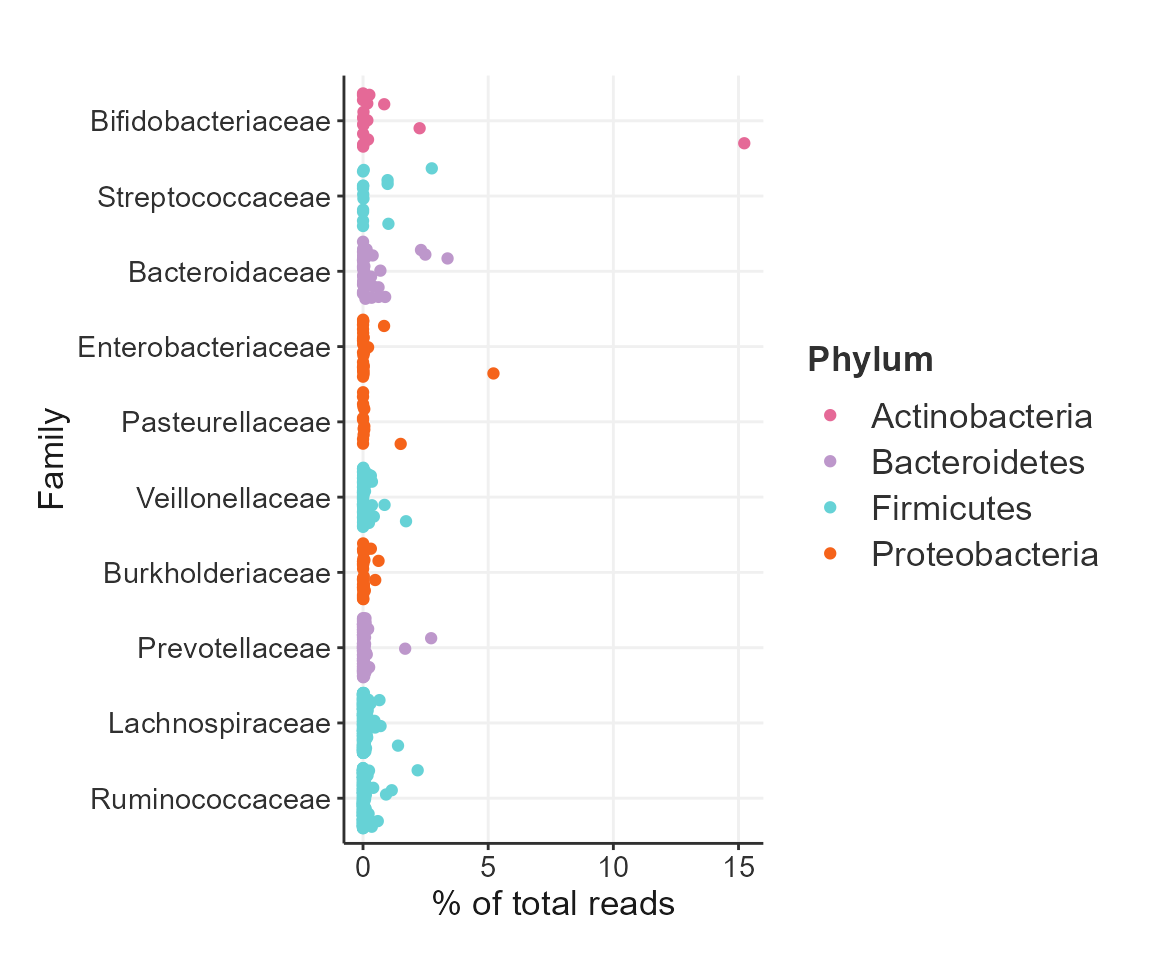 Family
Bifidobacteriaceae
Streptococcaceae
Bacteroidaceae
Enterobacteriaceae
Pasteurellaceae
Veillonellaceae
Burkholderiaceae
Prevotellaceae
Lachnospiraceae
Ruminococcaceae
0 5 10 15
% of total reads
Phylum
Actinobacteria
Bacteroidetes
Firmicutes
Proteobacteria